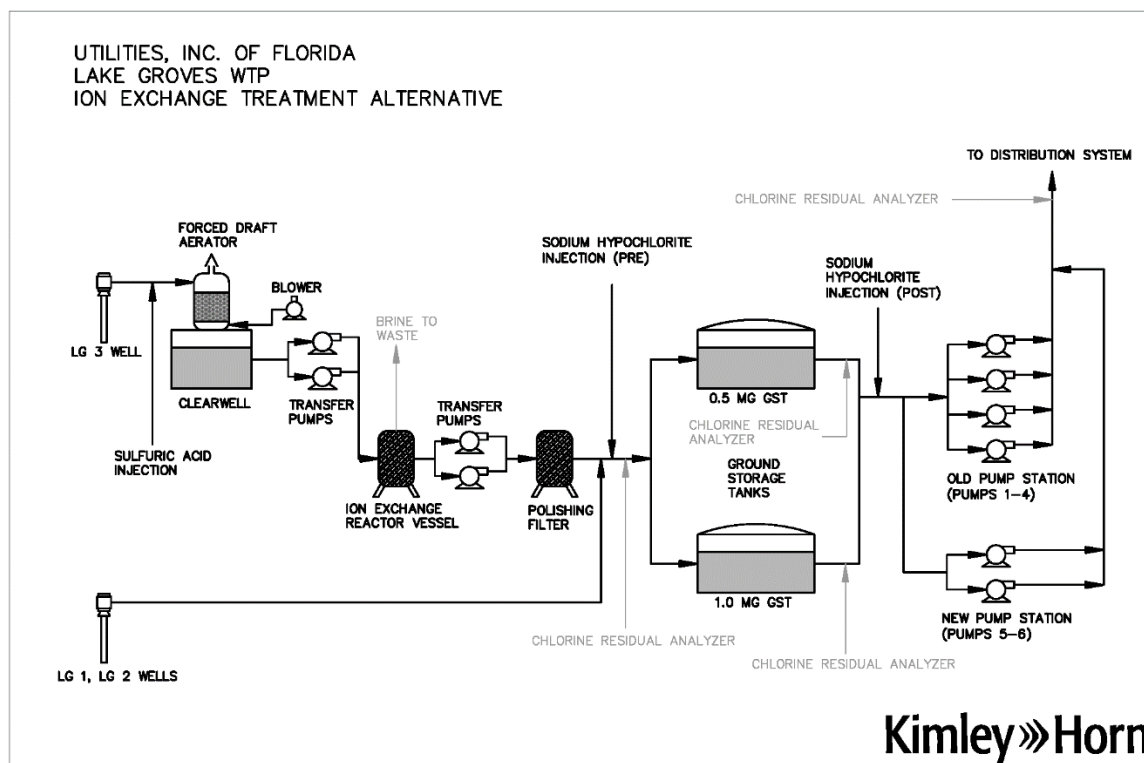 UTILITIES, INC. OF FLORIDA
LAKE GROVES WTP
ION EXCHANGE TREATMENT ALTERNATIVE
TO DISTRIBUTION SYSTEM
CHLORINE RESIDUAL ANALYZER
FORCED DRAFT
AERATOR
SODIUM HYPOCHLORITE
INJECTION (PRE)
SODIUM
HYPOCHLORITE
INJECTION (POST)
BLOWER
BRINE TO
WASTE
LG 3 WELL
CLEARWELL
TRANSFER
PUMPS
TRANSFER
PUMPS
0.5 MG GST
CHLORINE RESIDUAL
ANALYZER
SULFURIC ACID
INJECTION
GROUND
STORAGE
TANKS
OLD PUMP STATION
(PUMPS 1-4)
ION EXCHANGE
REACTOR VESSEL
POLISHING
FILTER
1.0 MG GST
NEW PUMP STATION
(PUMPS 5-6)
CHLORINE RESIDUAL ANALYZER
CHLORINE RESIDUAL ANALYZER
LG 1, LG 2 WELLS
Kimley»Horn